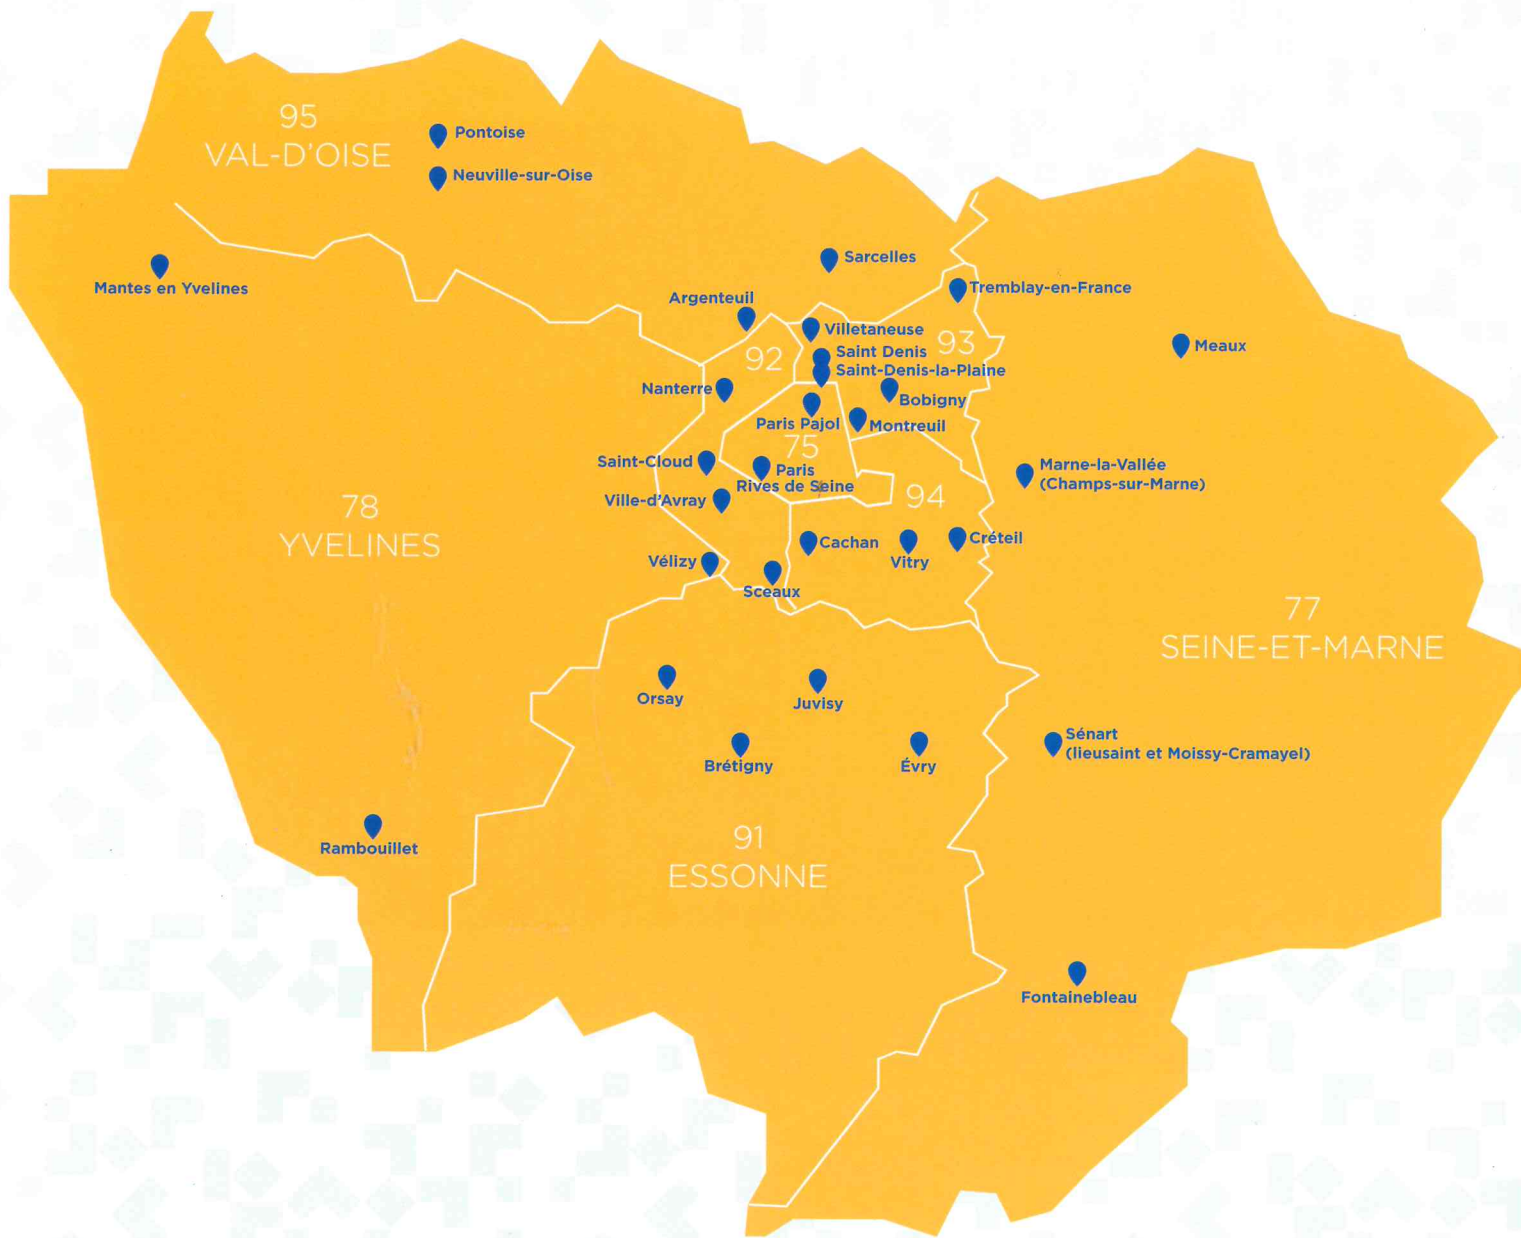 95
VAL-D'OISE
Pontoise
Neuville-sur-Oise
Mantes en Yvelines
Sarcelles
Tremblay-en-France
Argenteuil
Villetaneuse
93
92
Saint Denis
Saint-Denis-la-Plaine
Meaux
Nanterre
Bobigny
Paris Pajol
Montreuil
75
Saint-Cloud
Paris
Rives de Seine
Marne-la-Vallée
(Champs-sur-Marne)
Ville-d'Avray
94
78
YVELINES
Cachan
Vitry
Créteil
Vélizy
Sceaux
77
SEINE-ET-MARNE
Orsay
Juvisy
Brétigny
Évry
Sénart
(lieusaint et Moissy-Cramayel)
Rambouillet
91
ESSONNE
Fontainebleau